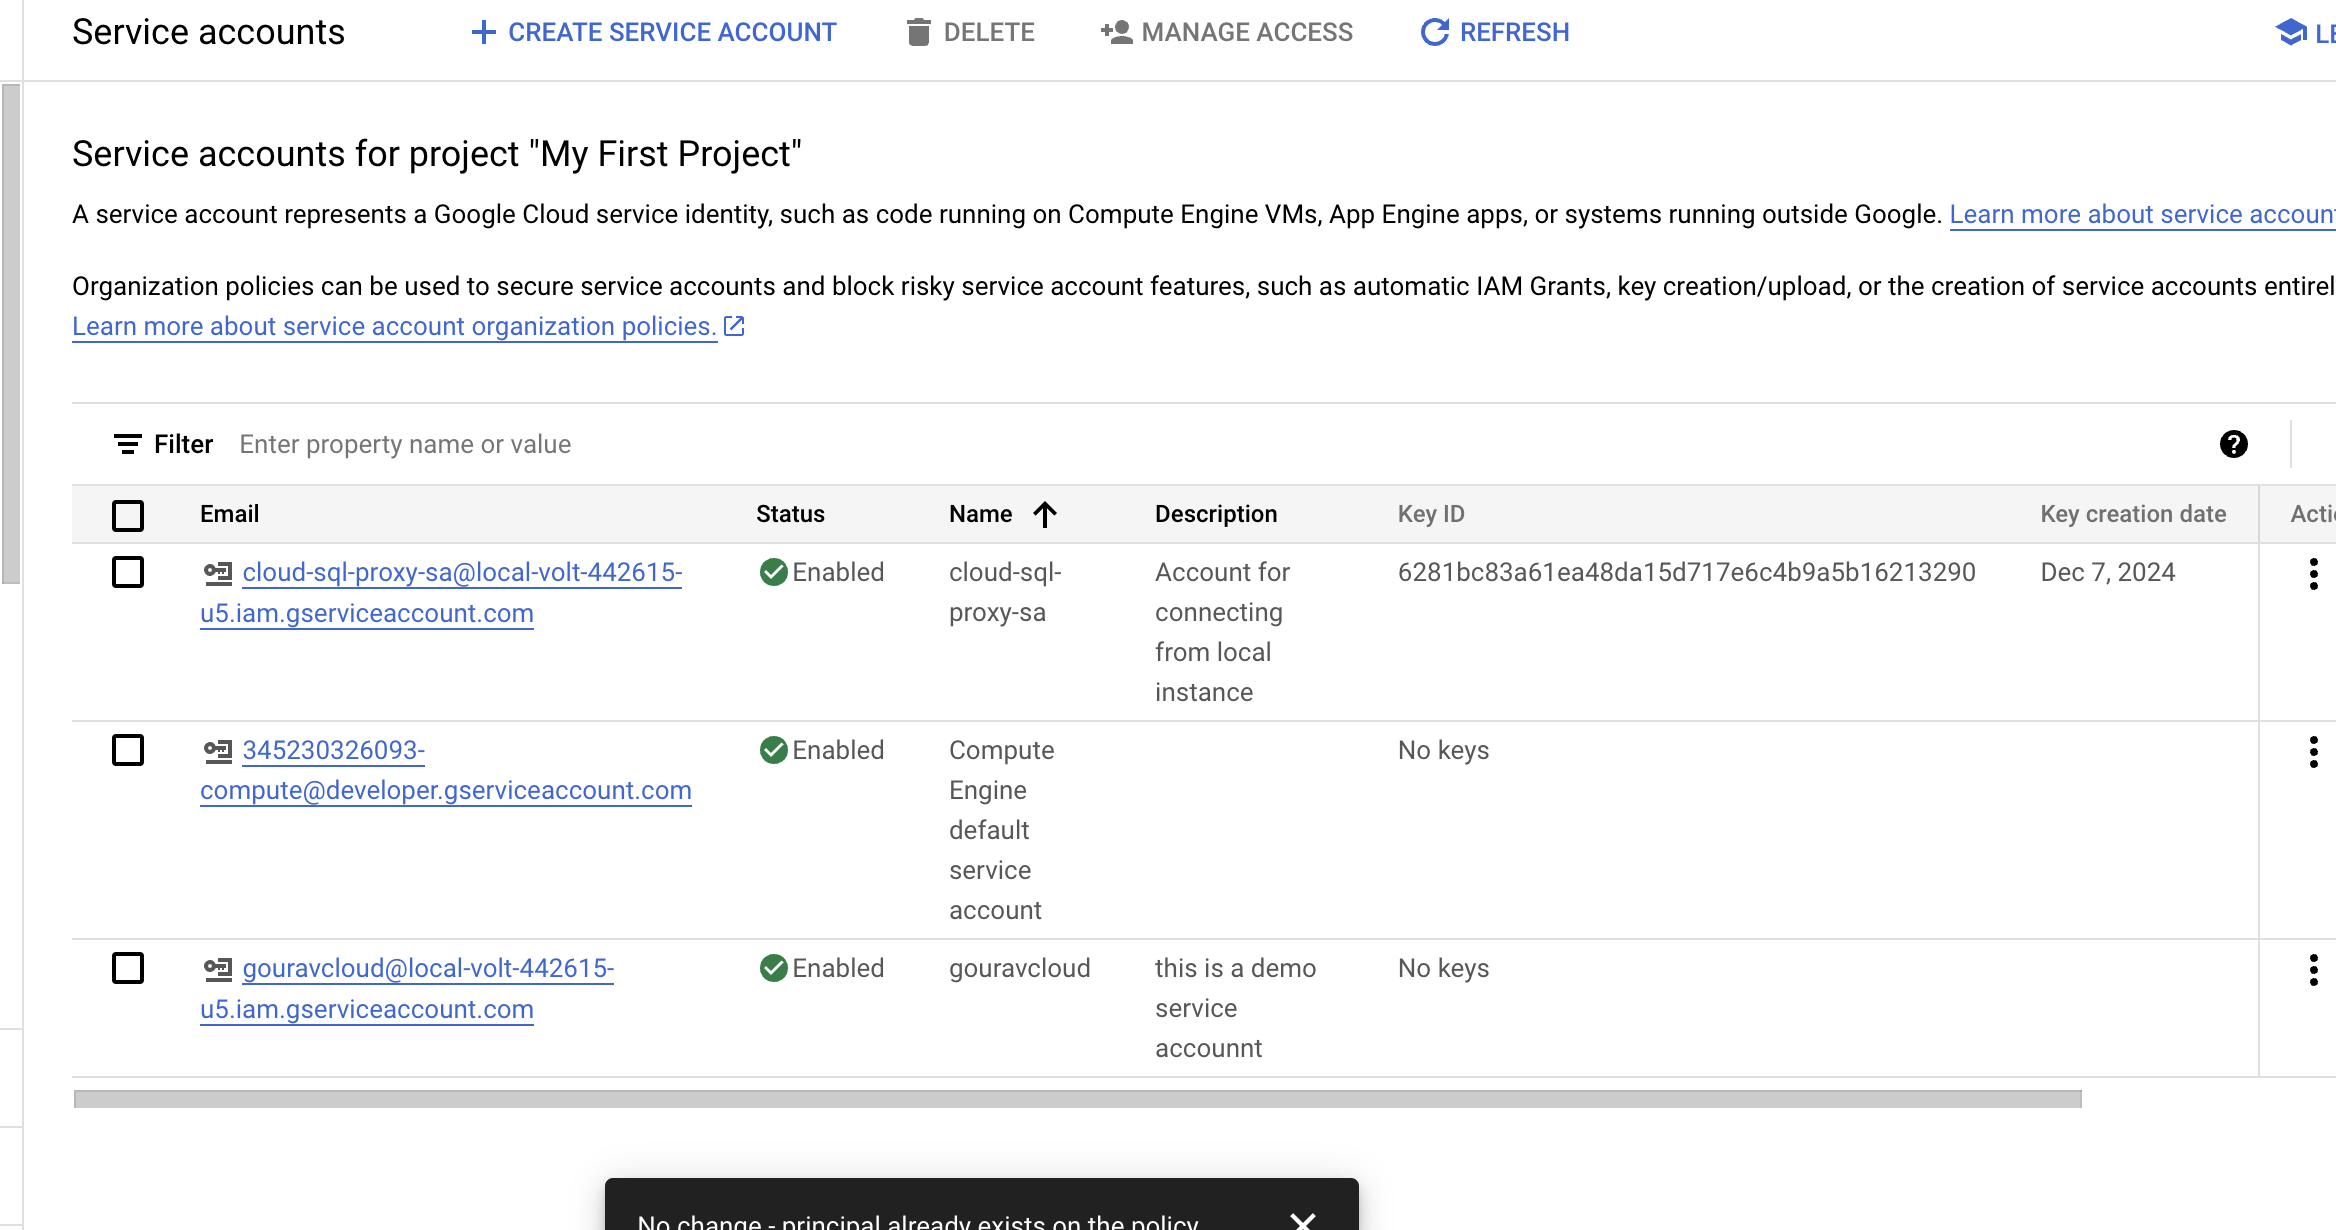 Service accounts
CREATE SERVICE ACCOUNT
DELETE
MANAGE ACCESS
REFRESH
LE
Service accounts for project "My First Project"
A service account represents a Google Cloud service identity, such as code running on Compute Engine VMs, App Engine apps, or systems running outside Google. Learn more about service account
Organization policies can be used to secure service accounts and block risky service account features, such as automatic IAM Grants, key creation/upload, or the creation of service accounts entirel
Learn more about service account organization policies.
Filter Enter property name or value
Email Status Name Description Key ID Key creation date Acti
cloud-sql-proxy-sa@local-volt-442615- Enabled cloud-sql- Account for 6281bc83a61ea48da15d717e6c4b9a5b16213290 Dec 7, 2024
u5.iam.gserviceaccount.com proxy-sa connecting
from local
instance
345230326093- Enabled Compute No keys
compute@developer.gserviceaccount.com Engine
default
service
account
gouravcloud@local-volt-442615- Enabled gouravcloud this is a demo No keys
u5.iam.gserviceaccount.com service
accounnt
No change - principal already exists on the policy